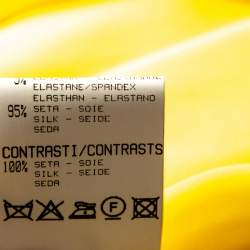 ELASTANE/SPANDEX
ELASTHAN - ELASTANO
95% SETA - SOIE
SILK - SEIDE
SEDA
CONTRASTI/CONTRASTS
100% SETA - SOIE
SILK - SEIDE
SEDA